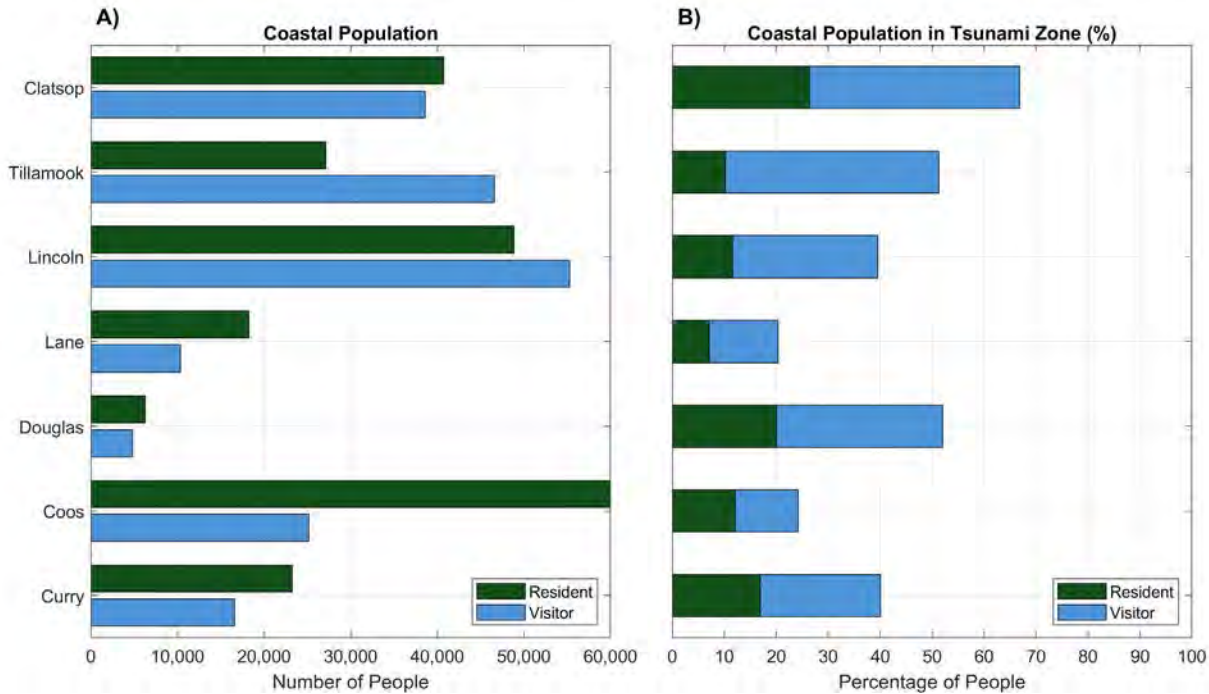 A)
Coastal Population
Clatsop
Tillamook
Lincoln
Lane
Douglas
Coos
Curry
Resident
Visitor
0 10,000 20,000 30,000 40,000 50,000 60,000
Number of People
B)
Coastal Population in Tsunami Zone (%)
Resident
Visitor
0 10 20 30 40 50 60 70 80 90 100
Percentage of People